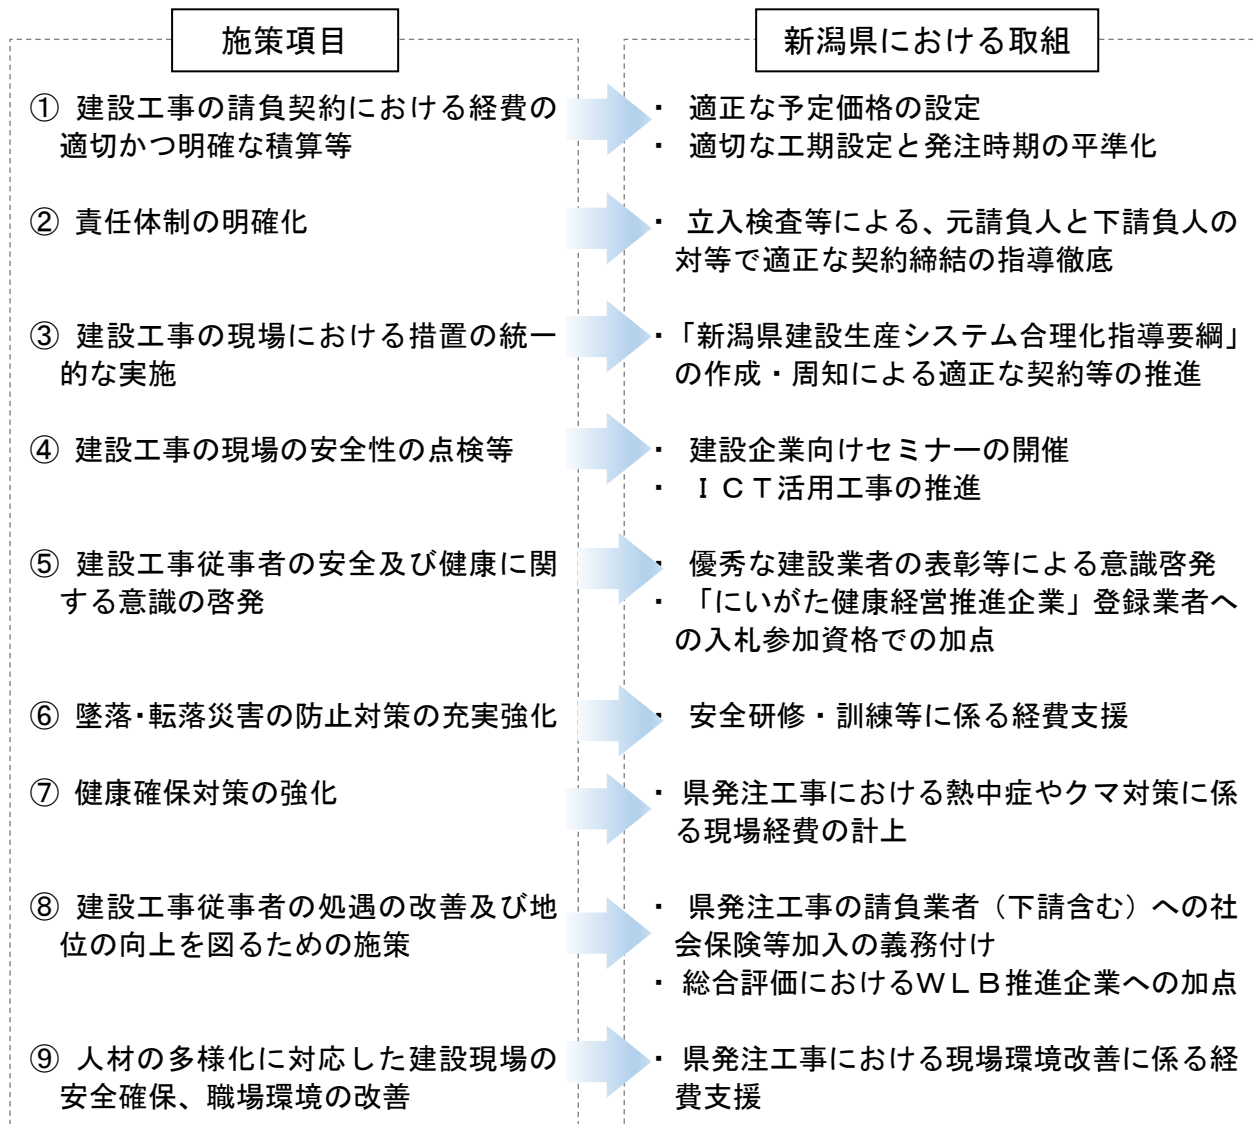 施策項目
新潟県における取組
① 建設工事の請負契約における経費の
適切かつ明確な積算等
・ 適正な予定価格の設定
・ 適切な工期設定と発注時期の平準化
② 責任体制の明確化
・ 立入検査等による、元請負人と下請負人の
対等で適正な契約締結の指導徹底
③ 建設工事の現場における措置の統一
的な実施
・「新潟県建設生産システム合理化指導要綱」
の作成・周知による適正な契約等の推進
④ 建設工事の現場の安全性の点検等
・ 建設企業向けセミナーの開催
・ ＩＣＴ活用工事の推進
⑤ 建設工事従事者の安全及び健康に関
する意識の啓発
・ 優秀な建設業者の表彰等による意識啓発
・ 「にいがた健康経営推進企業」登録業者へ
の入札参加資格での加点
⑥ 墜落・転落災害の防止対策の充実強化
・ 安全研修・訓練等に係る経費支援
⑦ 健康確保対策の強化
・ 県発注工事における熱中症やクマ対策に係
る現場経費の計上
⑧ 建設工事従事者の処遇の改善及び地
位の向上を図るための施策
・ 県発注工事の請負業者（下請含む）への社
会保険等加入の義務付け
・ 総合評価におけるＷＬＢ推進企業への加点
⑨ 人材の多様化に対応した建設現場の
安全確保、職場環境の改善
・ 県発注工事における現場環境改善に係る経
費支援